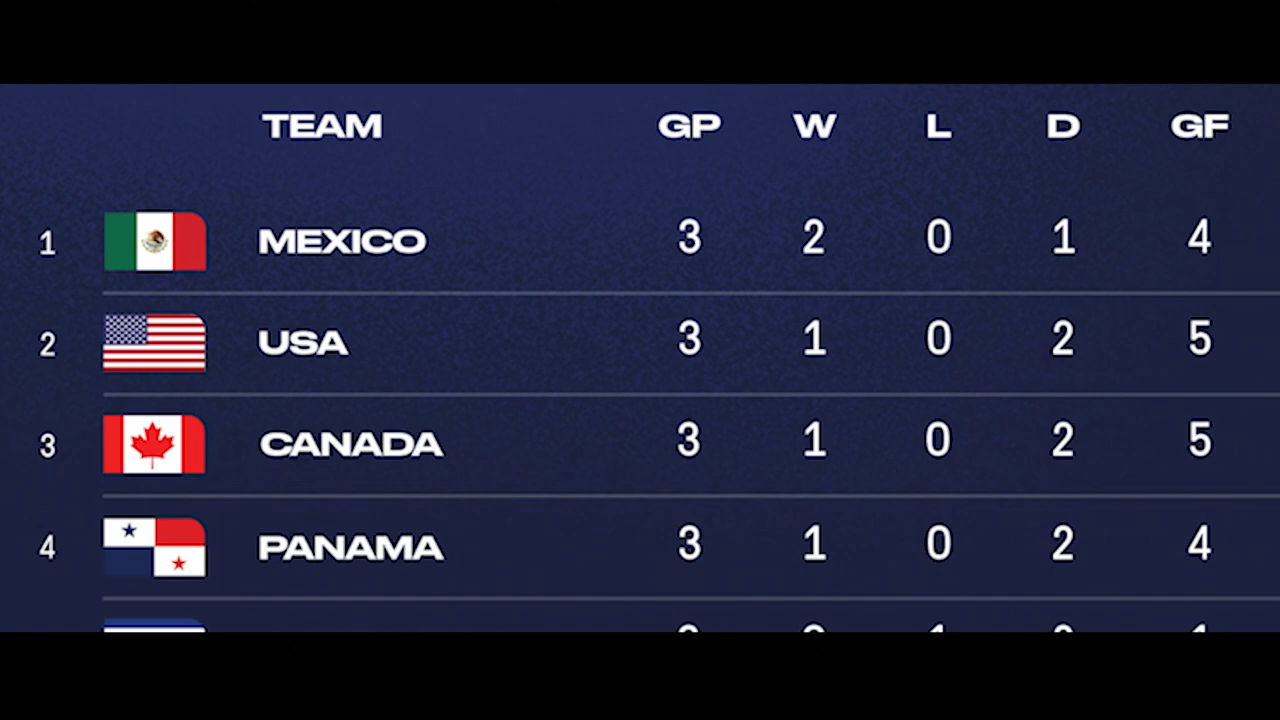 TEAM GP W L D GF
1 MEXICO 3 2 0 1 4
2 USA 3 1 0 2 5
3 CANADA 3 1 0 2 5
4 PANAMA 3 1 0 2 4